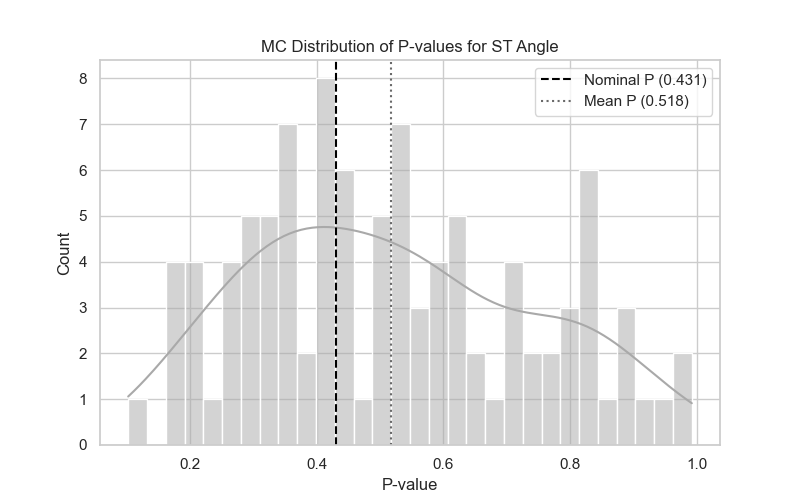 MC Distribution of P-values for ST Angle
Nominal P (0.431)
Mean P (0.518)
Count
8
7
6
5
4
3
2
1
0
0.2 0.4 0.6 0.8 1.0
P-value